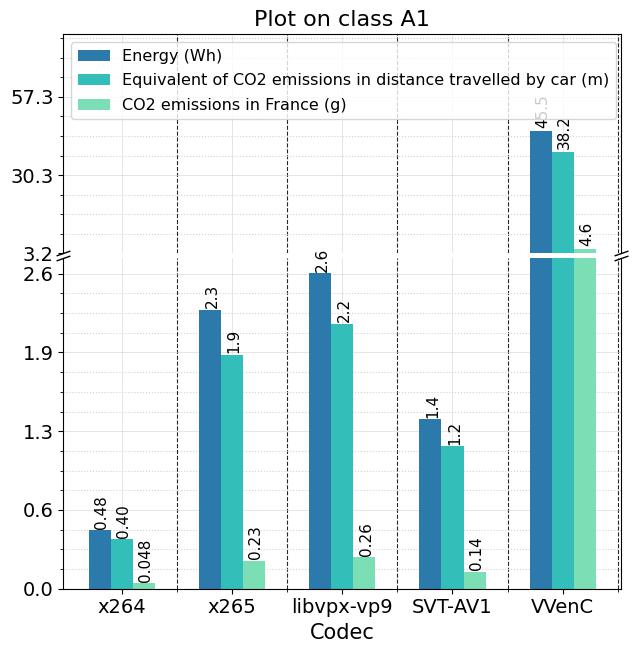 Plot on class A1
Energy (Wh)
Equivalent of CO2 emissions in distance travelled by car (m)
CO2 emissions in France (g)
57.3
30.3
3.2
2.6
1.9
1.3
0.6
0.0
0.48
0.40
0.048
2.3
1.9
0.23
2.6
2.2
0.26
1.4
1.2
0.14
45.5
38.2
4.6
x264
x265
libvpx-vp9
SVT-AV1
VVenC
Codec